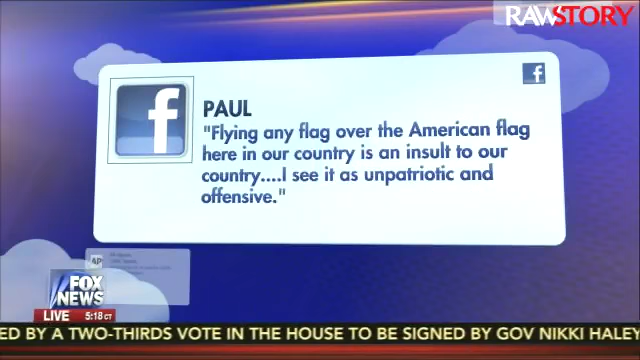 RAWSTORY
f
f
PAUL
"Flying any flag over the American flag
here in our country is an insult to our
country....I see it as unpatriotic and
offensive."
AP
FOX
NEWS
LIVE 5:18 CT
ED BY A TWO-THIRDS VOTE IN THE HOUSE TO BE SIGNED BY GOV NIKKI HALEY